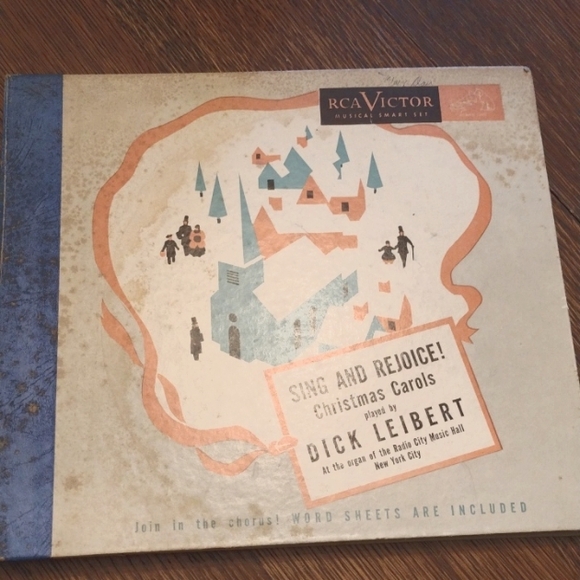 RCA VICTOR
MUSICAL SMART SET
SING AND REJOICE!
Christmas Carols
played by
DICK LEIBERT
At the organ of the Radio City Music Hall
New York City
Join in the chorus! WORD SHEETS ARE INCLUDED